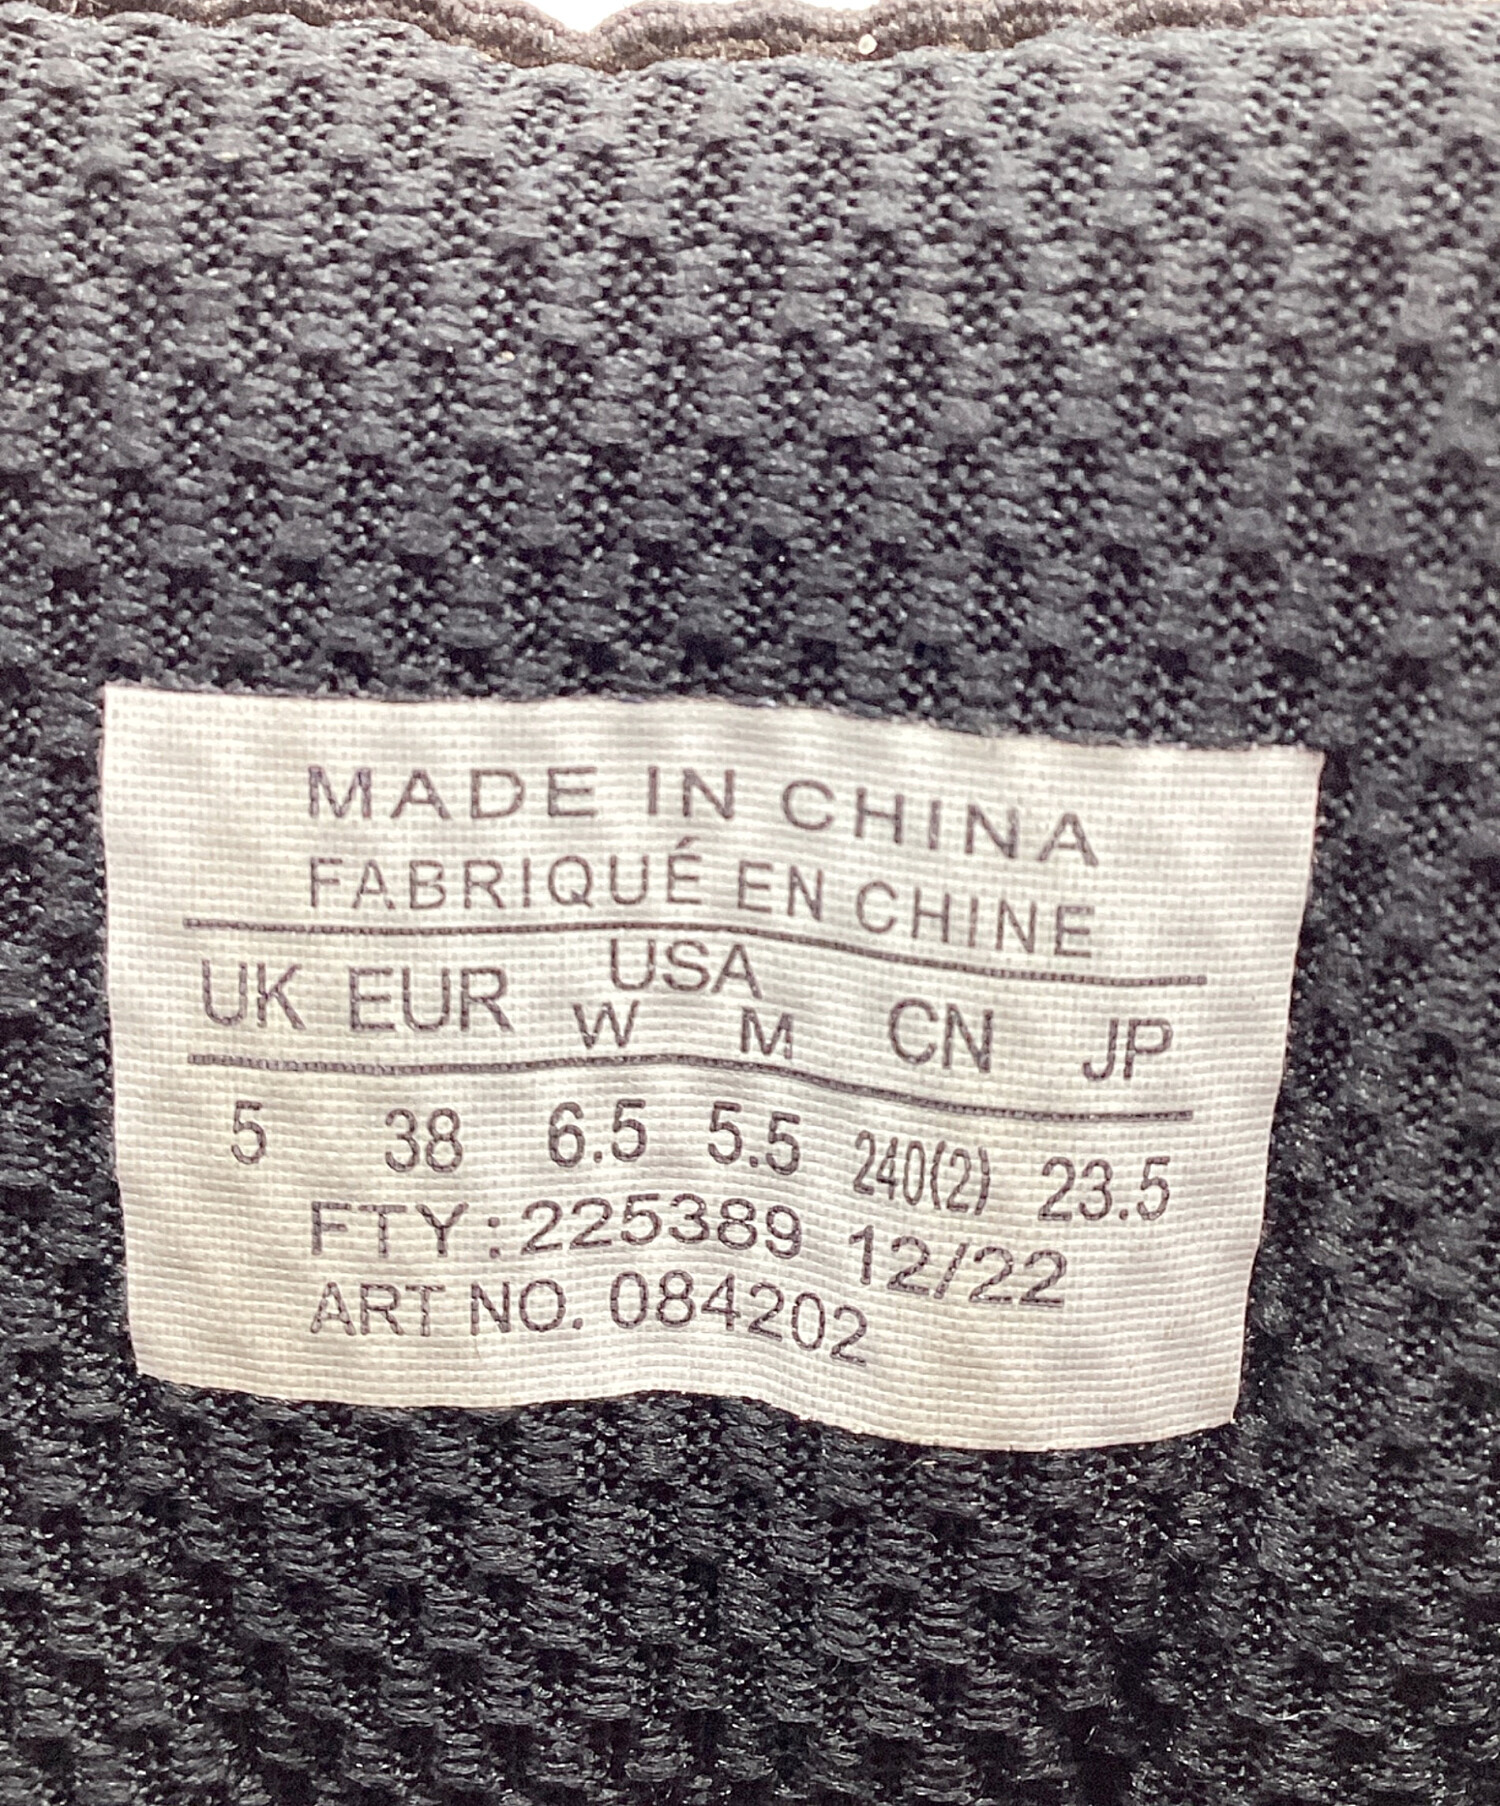 MADE IN CHINA
FABRIQUÉ EN CHINE
UK EUR USA CN JP
W M
5 38 6.5 5.5 240(2) 23.5
FTY:225389 12/22
ART NO. 084202